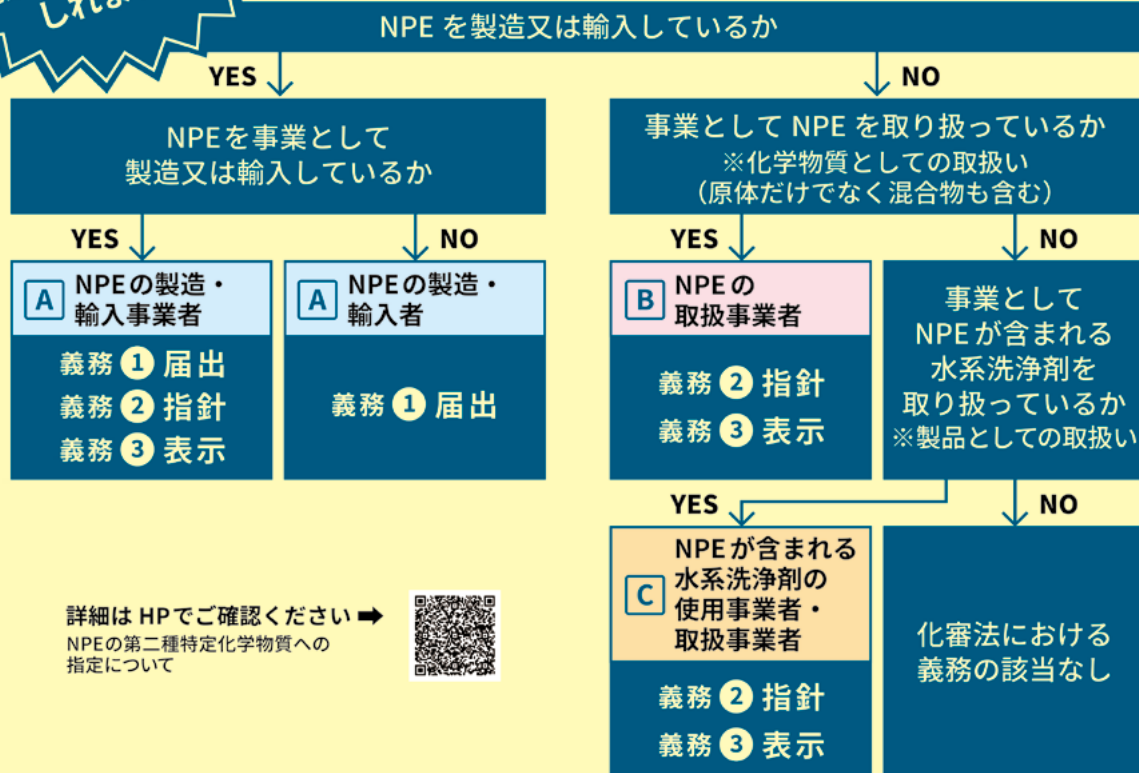 しれま
NPE を製造又は輸入しているか
YES
NO
NPEを事業として
製造又は輸入しているか
事業として NPE を取り扱っているか
※化学物質としての取扱い
（原体だけでなく混合物も含む）
YES
NO
YES
NO
A NPEの製造・
輸入事業者
義務 1 届出
義務 2 指針
義務 3 表示
A NPEの製造・
輸入者
義務 1 届出
B NPEの
取扱事業者
義務 2 指針
義務 3 表示
事業として
NPEが含まれる
水系洗浄剤を
取り扱っているか
※製品としての取扱い
YES
NO
C NPEが含まれる
水系洗浄剤の
使用事業者・
取扱事業者
義務 2 指針
義務 3 表示
化審法における
義務の該当なし
詳細は HPでご確認ください ➡
NPEの第二種特定化学物質への
指定について